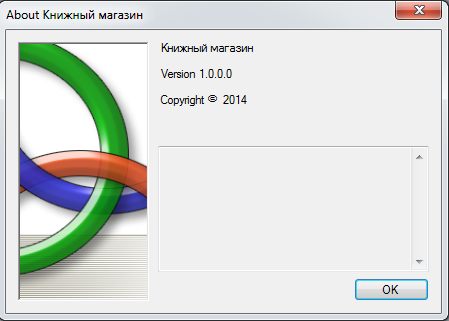 About Книжный магазин
Книжный магазин
Version 1.0.0.0
Copyright © 2014
OK